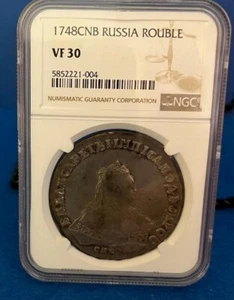 1748CNB RUSSIA ROUBLE
VF 30
5852221-004
NUMISMATIC GUARANTY CORPORATION
NGC